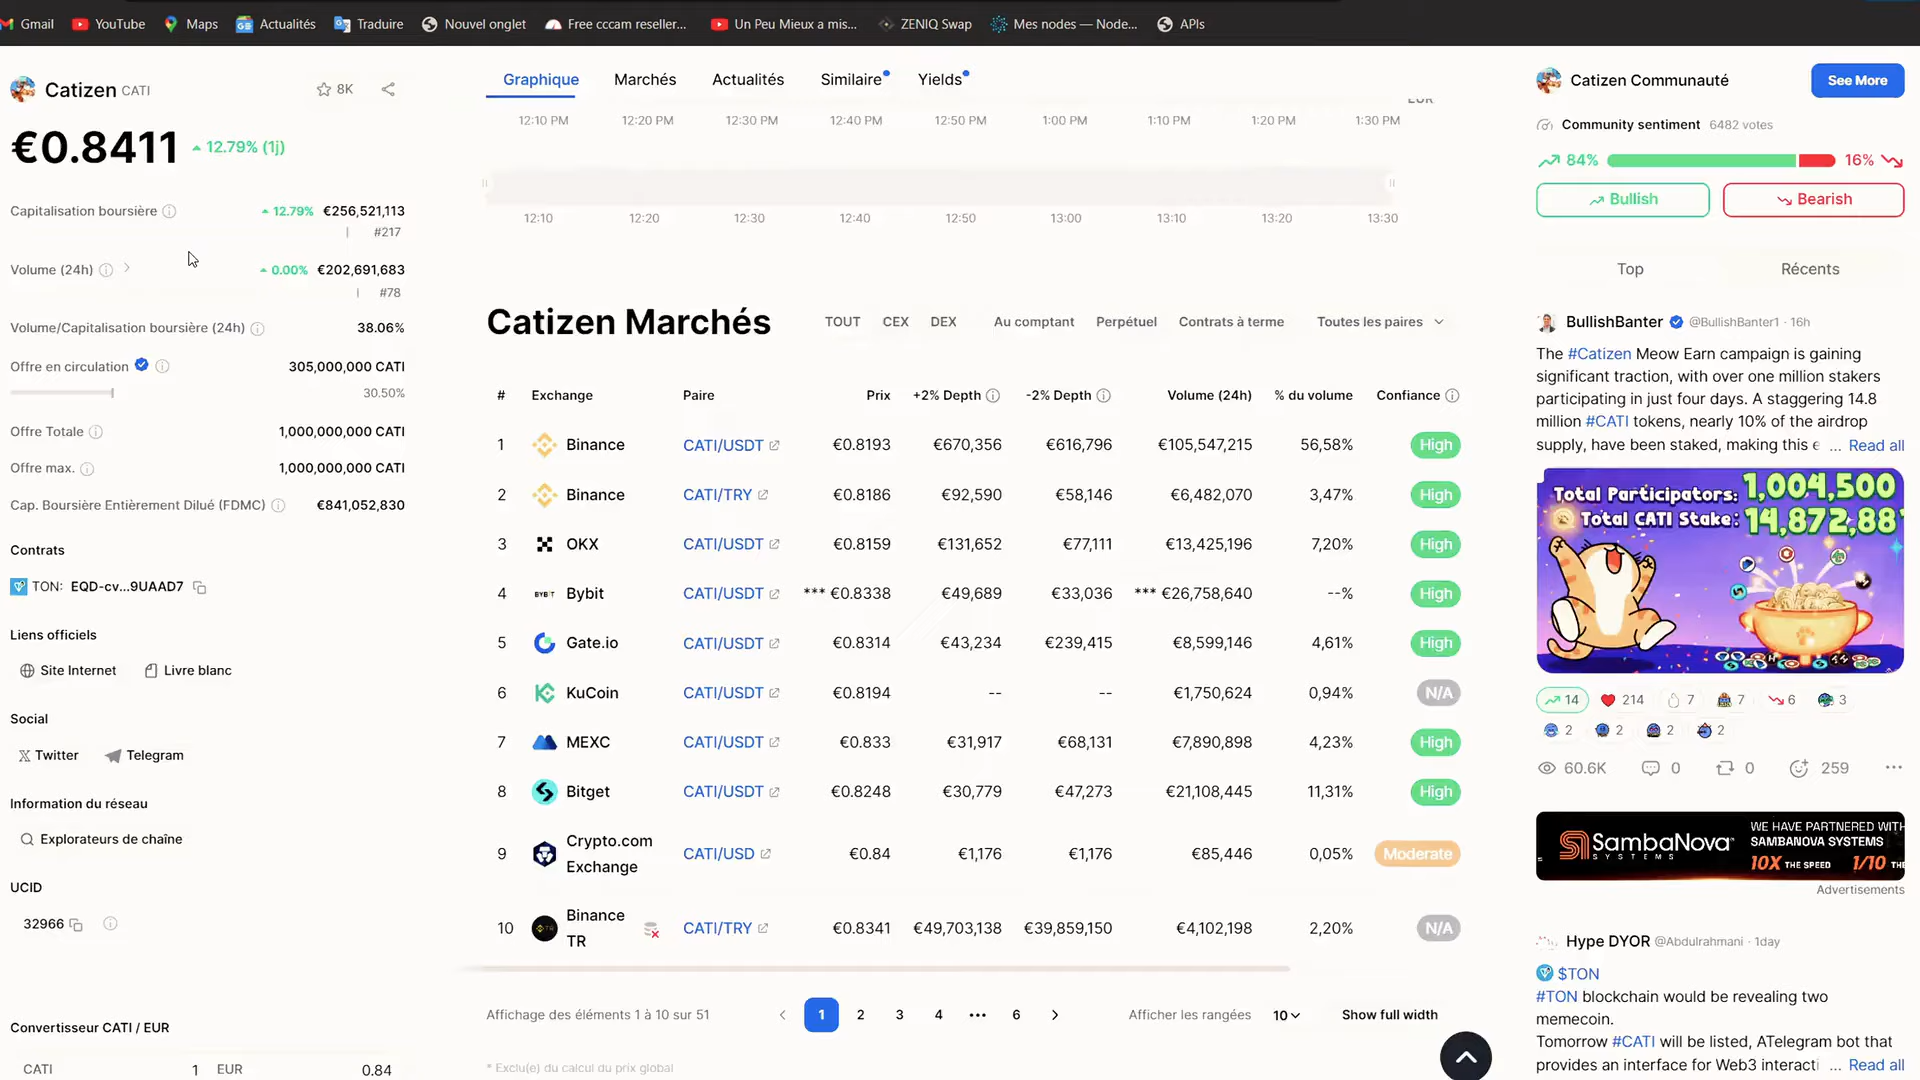 Gmail YouTube Maps Actualités Traduire Nouvel onglet Free cccam reseller... Un Peu Mieux a mis... ZENIQ Swap Mes nodes — Node... APIs
Catizen CATI 8K
€0.8411 12.79% (1j)
Capitalisation boursière 12.79% €256,521,113
#217
Volume (24h) 0.00% €202,691,683
#78
Volume/Capitalisation boursière (24h) 38.06%
Offre en circulation 305,000,000 CATI
30.50%
Offre Totale 1,000,000,000 CATI
Offre max. 1,000,000,000 CATI
Cap. Boursière Entièrement Dilué (FDMC) €841,052,830
Contrats
TON: EQD-cv...9UAAD7
Liens officiels
Site Internet Livre blanc
Social
Twitter Telegram
Information du réseau
Explorateurs de chaîne
UCID
32966
Convertisseur CATI / EUR
CATI 1 EUR 0.84
Graphique Marchés Actualités Similaire Yields
EUR
12:10 PM 12:20 PM 12:30 PM 12:40 PM 12:50 PM 1:00 PM 1:10 PM 1:20 PM 1:30 PM
12:10 12:20 12:30 12:40 12:50 13:00 13:10 13:20 13:30
Catizen Marchés TOUT CEX DEX Au comptant Perpétuel Contrats à terme Toutes les paires
# Exchange Paire Prix +2% Depth -2% Depth Volume (24h) % du volume Confiance
1 Binance CATI/USDT €0.8193 €670,356 €616,796 €105,547,215 56,58% High
2 Binance CATI/TRY €0.8186 €92,590 €58,146 €6,482,070 3,47% High
3 OKX CATI/USDT €0.8159 €131,652 €77,111 €13,425,196 7,20% High
4 BYBIT Bybit CATI/USDT *** €0.8338 €49,689 €33,036 *** €26,758,640 --% High
5 Gate.io CATI/USDT €0.8314 €43,234 €239,415 €8,599,146 4,61% High
6 KuCoin CATI/USDT €0.8194 -- -- €1,750,624 0,94% N/A
7 MEXC CATI/USDT €0.833 €31,917 €68,131 €7,890,898 4,23% High
8 Bitget CATI/USDT €0.8248 €30,779 €47,273 €21,108,445 11,31% High
9 Crypto.com Exchange CATI/USD €0.84 €1,176 €1,176 €85,446 0,05% Moderate
10 Binance TR CATI/TRY €0.8341 €49,703,138 €39,859,150 €4,102,198 2,20% N/A
Affichage des éléments 1 à 10 sur 51 1 2 3 4 ••• 6 Afficher les rangées 10 Show full width
* Exclu(e) du calcul du prix global
Catizen Communauté See More
Community sentiment 6482 votes
84% 16%
Bullish Bearish
Top Récents
BullishBanter @BullishBanter1 · 16h
The #Catizen Meow Earn campaign is gaining
significant traction, with over one million stakers
participating in just four days. A staggering 14.8
million #CATI tokens, nearly 10% of the airdrop
supply, have been staked, making this e ... Read all
Total Participators: 1,004,500
Total CATI Stake: 14,872,88
14 214 7 7 6 3
2 2 2 2
60.6K 0 0 259 ···
SambaNova SYSTEMS
WE HAVE PARTNERED WITH
SAMBANOVA SYSTEMS
10X THE SPEED 1/10 THE
Advertisements
Hype DYOR @Abdulrahmani · 1day
$TON
#TON blockchain would be revealing two
memecoin.
Tomorrow #CATI will be listed, ATelegram bot that
provides an interface for Web3 interacti ... Read all